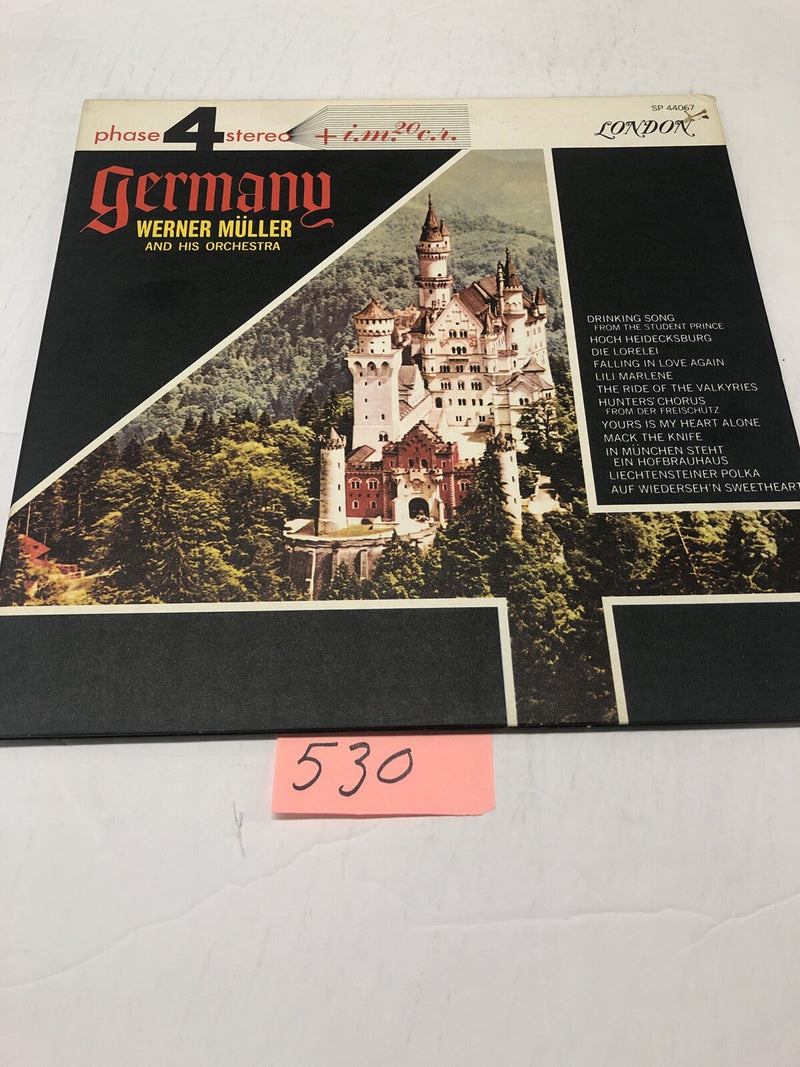 phase 4 stereo + i.m. 20 c.r.
SP 44067
LONDON
Germany
WERNER MÜLLER
AND HIS ORCHESTRA
DRINKING SONG
FROM THE STUDENT PRINCE
HOCH HEIDECKSBURG
DIE LORELEI
FALLING IN LOVE AGAIN
LILI MARLENE
THE RIDE OF THE VALKYRIES
HUNTERS' CHORUS
FROM DER FREISCHÜTZ
YOURS IS MY HEART ALONE
MACK THE KNIFE
IN MÜNCHEN STEHT
EIN HOFBRAUHAUS
LIECHTENSTEINER POLKA
AUF WIEDERSEH'N SWEETHEART
530